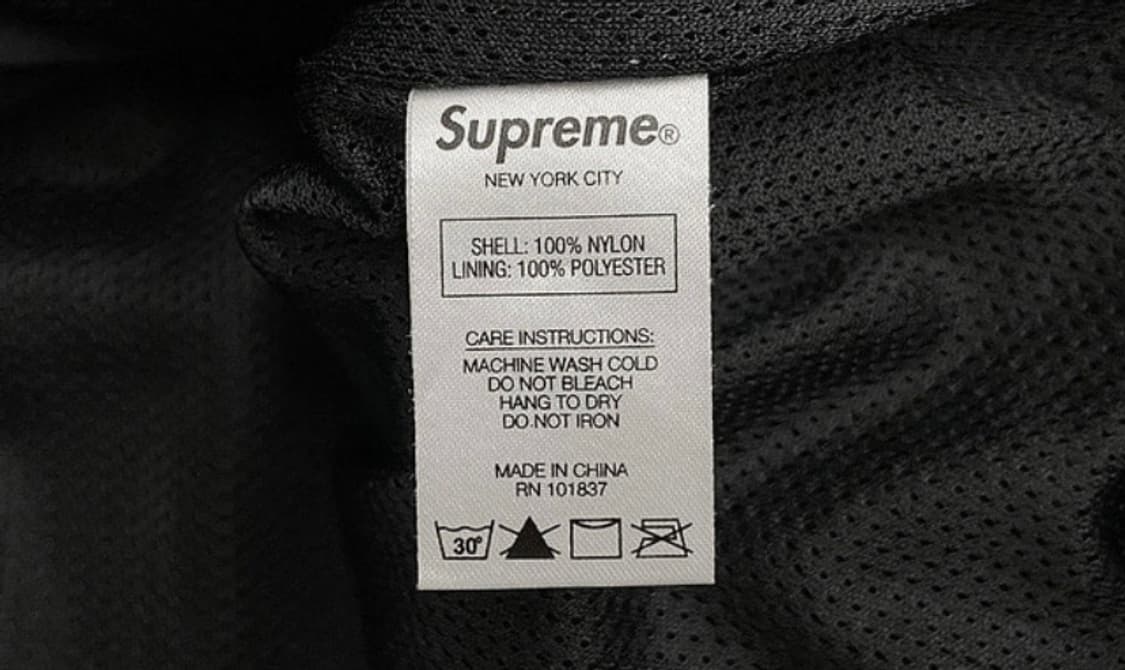 Supreme®
NEW YORK CITY
SHELL: 100% NYLON
LINING: 100% POLYESTER
CARE INSTRUCTIONS:
MACHINE WASH COLD
DO NOT BLEACH
HANG TO DRY
DO NOT IRON
MADE IN CHINA
RN 101837
30°